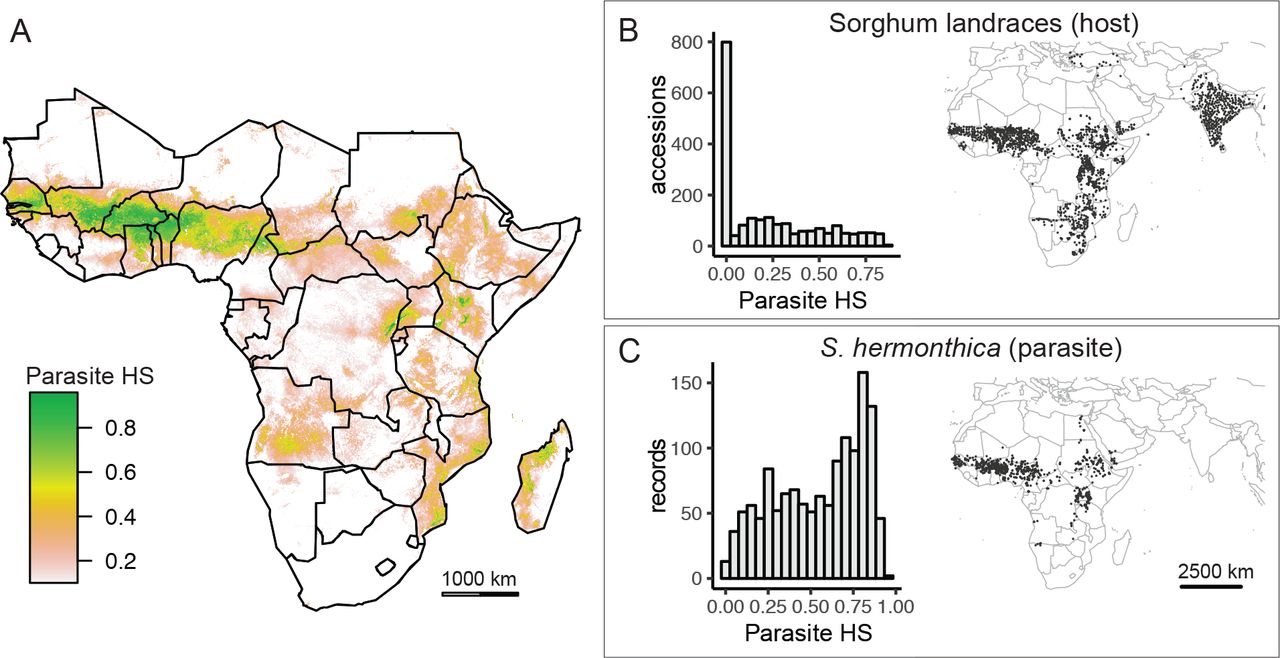 A
Parasite HS
0.8
0.6
0.4
0.2
1000 km
B
Sorghum landraces (host)
800
600
400
200
0
accessions
0.00 0.25 0.50 0.75
Parasite HS
C
S. hermonthica (parasite)
150
100
50
0
records
0.00 0.25 0.50 0.75 1.00
Parasite HS
2500 km